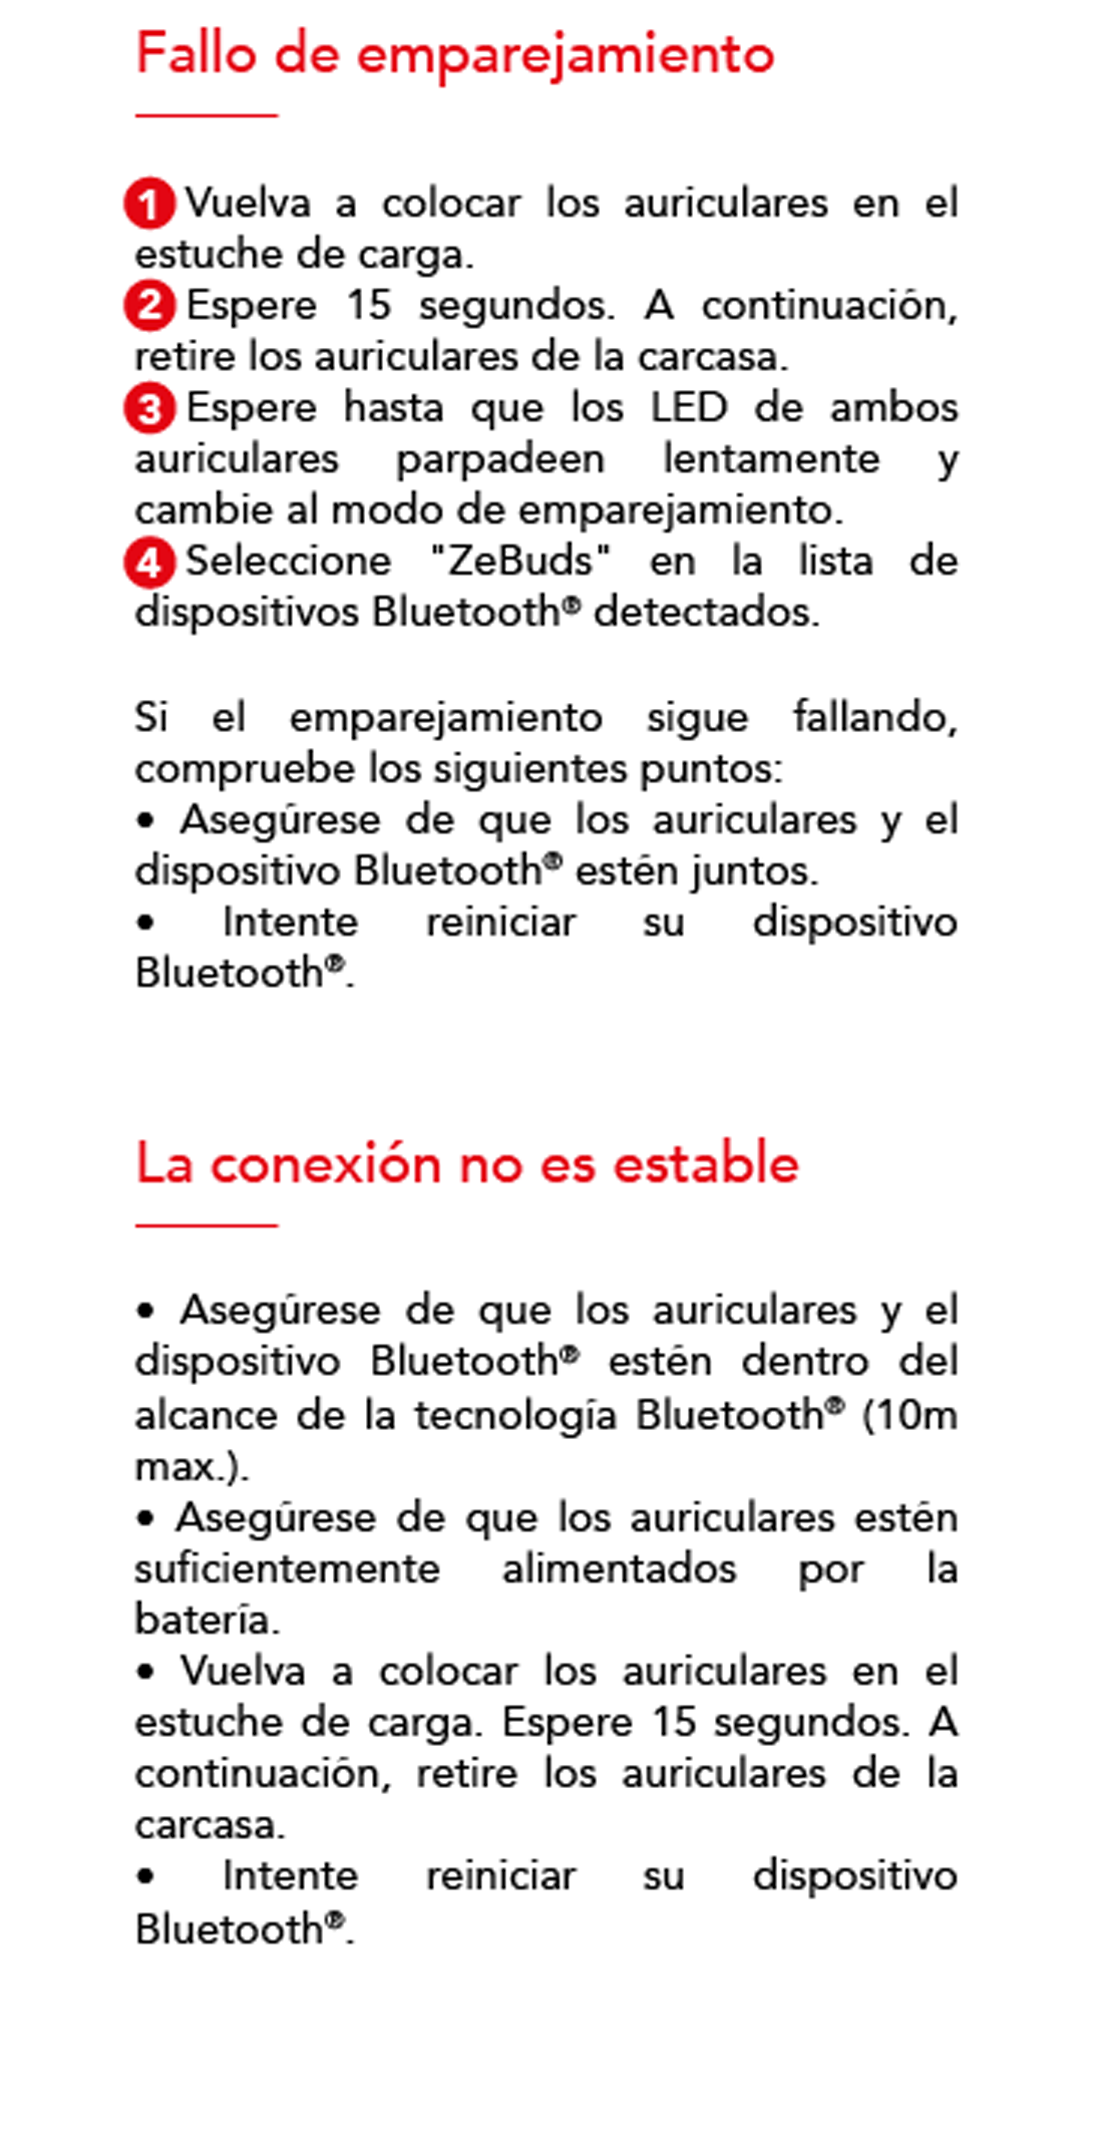 Fallo de emparejamiento
1 Vuelva a colocar los auriculares en el
estuche de carga.
2 Espere 15 segundos. A continuación,
retire los auriculares de la carcasa.
3 Espere hasta que los LED de ambos
auriculares parpadeen lentamente y
cambie al modo de emparejamiento.
4 Seleccione "ZeBuds" en la lista de
dispositivos Bluetooth® detectados.
Si el emparejamiento sigue fallando,
compruebe los siguientes puntos:
• Asegúrese de que los auriculares y el
dispositivo Bluetooth® estén juntos.
• Intente reiniciar su dispositivo
Bluetooth®.
La conexión no es estable
• Asegúrese de que los auriculares y el
dispositivo Bluetooth® estén dentro del
alcance de la tecnología Bluetooth® (10m
max.).
• Asegúrese de que los auriculares estén
suficientemente alimentados por la
batería.
• Vuelva a colocar los auriculares en el
estuche de carga. Espere 15 segundos. A
continuación, retire los auriculares de la
carcasa.
• Intente reiniciar su dispositivo
Bluetooth®.